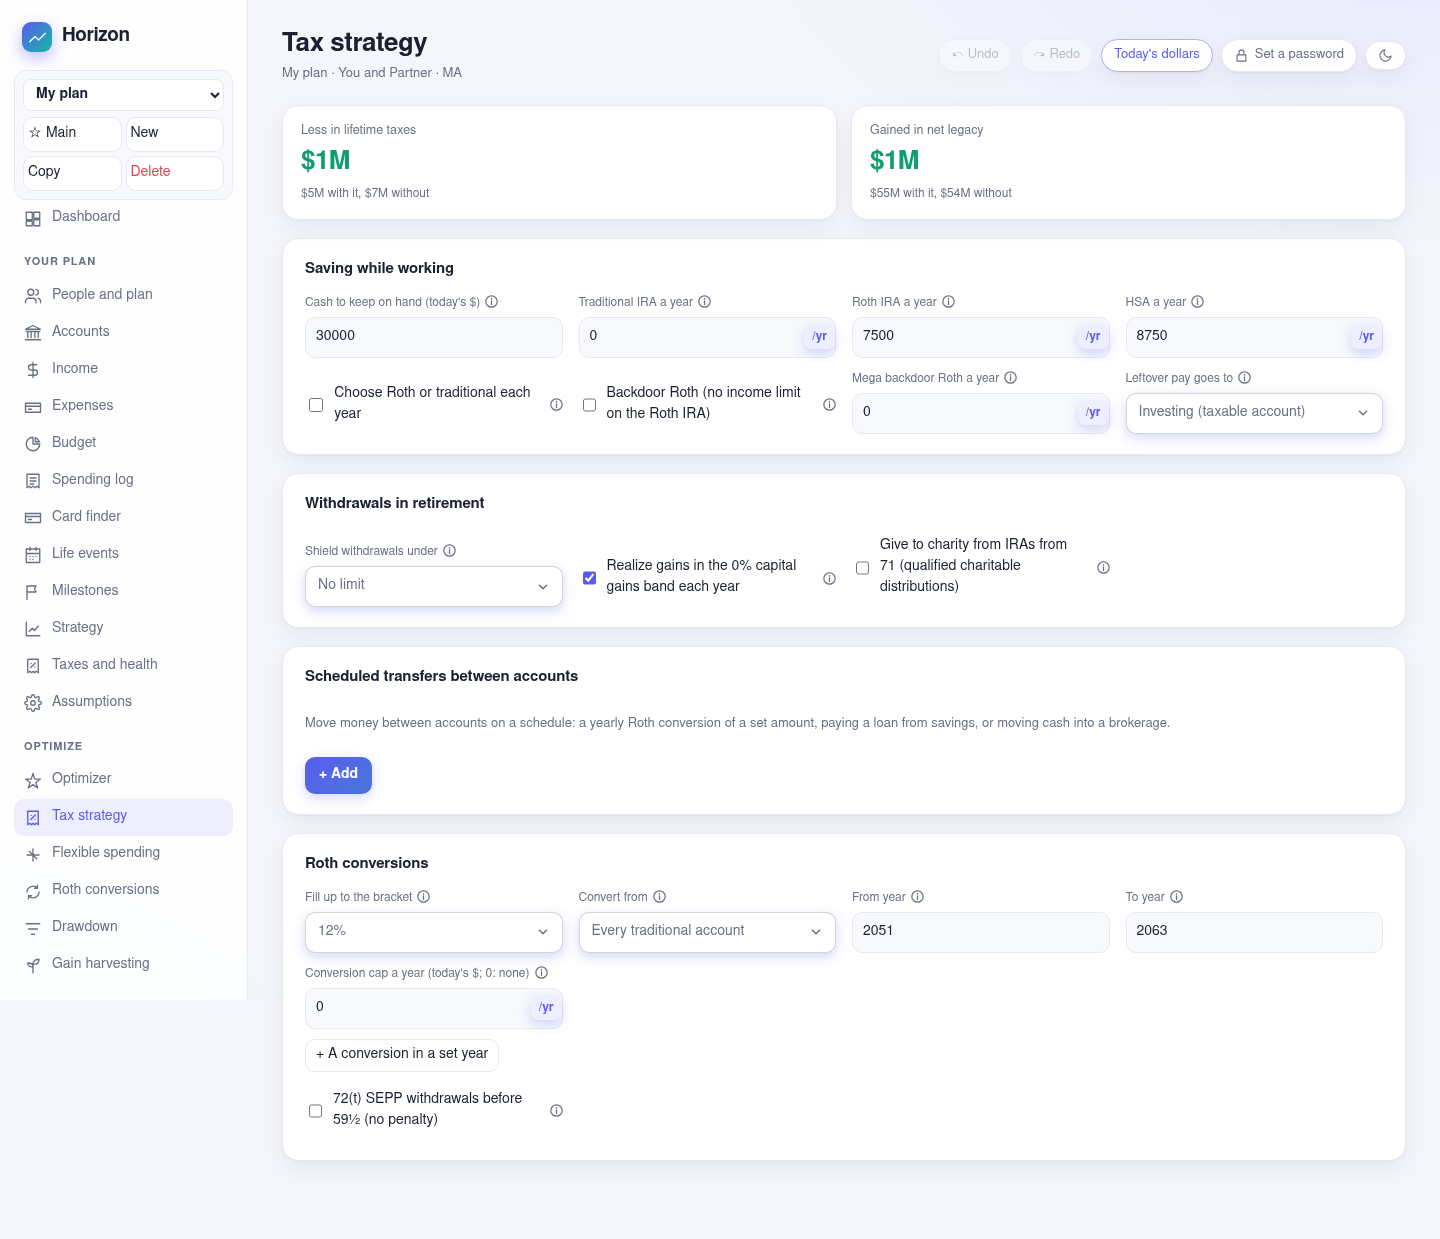 Horizon
My plan
☆ Main
New
Copy
Delete
Dashboard
YOUR PLAN
People and plan
Accounts
Income
Expenses
Budget
Spending log
Card finder
Life events
Milestones
Strategy
Taxes and health
Assumptions
OPTIMIZE
Optimizer
Tax strategy
Flexible spending
Roth conversions
Drawdown
Gain harvesting
Tax strategy
My plan · You and Partner · MA
Undo
Redo
Today's dollars
Set a password
Less in lifetime taxes
$1M
$5M with it, $7M without
Gained in net legacy
$1M
$55M with it, $54M without
Saving while working
Cash to keep on hand (today's $)
30000
Traditional IRA a year
0 /yr
Roth IRA a year
7500 /yr
HSA a year
8750 /yr
Choose Roth or traditional each
year
Backdoor Roth (no income limit
on the Roth IRA)
Mega backdoor Roth a year
0 /yr
Leftover pay goes to
Investing (taxable account)
Withdrawals in retirement
Shield withdrawals under
No limit
Realize gains in the 0% capital
gains band each year
Give to charity from IRAs from
71 (qualified charitable
distributions)
Scheduled transfers between accounts
Move money between accounts on a schedule: a yearly Roth conversion of a set amount, paying a loan from savings, or moving cash into a brokerage.
+ Add
Roth conversions
Fill up to the bracket
12%
Convert from
Every traditional account
From year
2051
To year
2063
Conversion cap a year (today's $; 0: none)
0 /yr
+ A conversion in a set year
72(t) SEPP withdrawals before
59½ (no penalty)